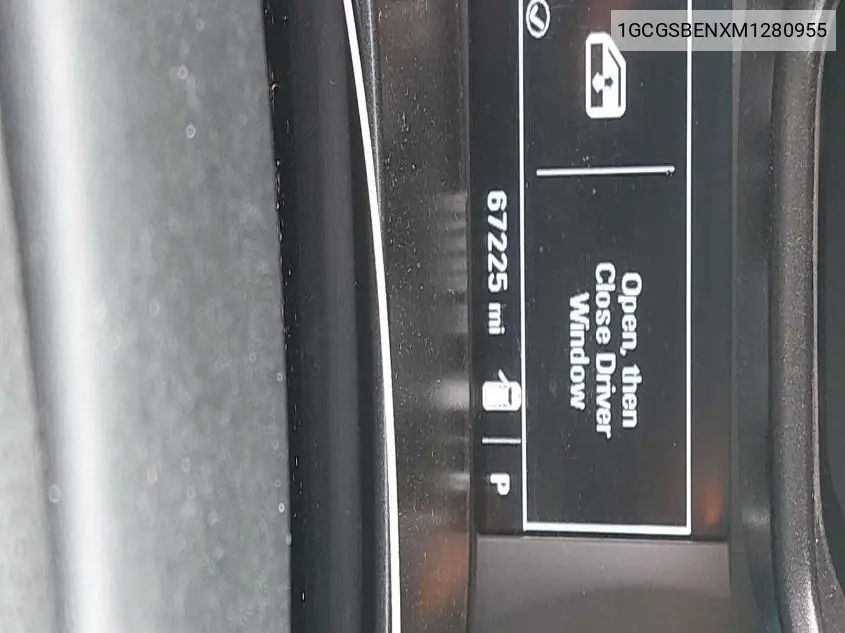 1GCGSBENXM1280955
Open, then
Close Driver
Window
67225 mi
P